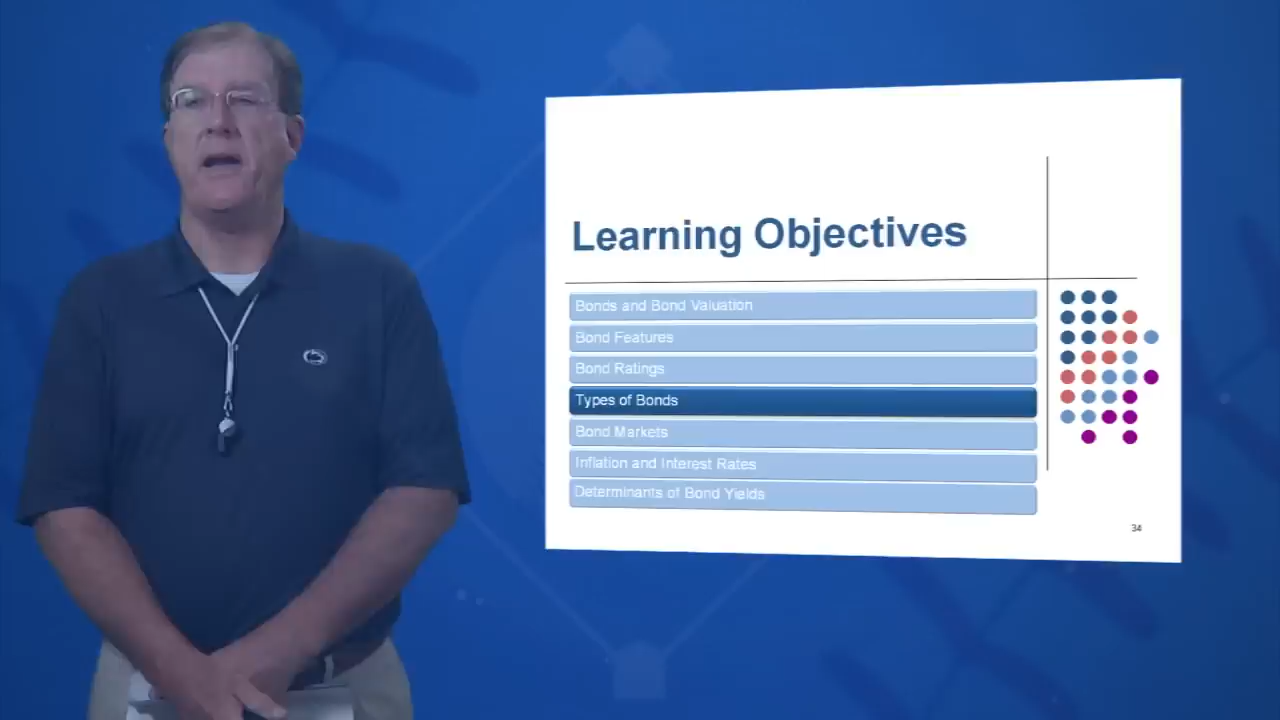 Learning Objectives
Bonds and Bond Valuation
Bond Features
Bond Ratings
Types of Bonds
Bond Markets
Inflation and Interest Rates
Determinants of Bond Yields
34